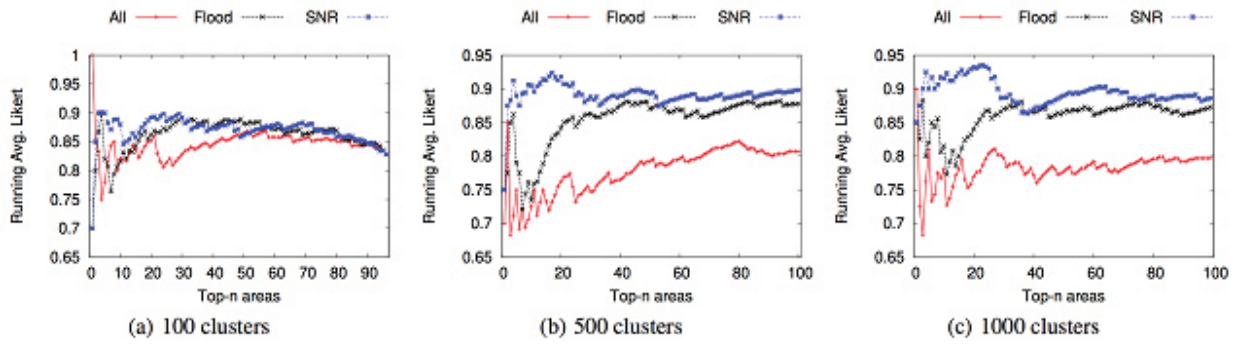 All Flood SNR
Running Avg. Likert
1
0.95
0.9
0.85
0.8
0.75
0.7
0.65
0 10 20 30 40 50 60 70 80 90
Top-n areas
(a) 100 clusters
All Flood SNR
Running Avg. Likert
0.95
0.9
0.85
0.8
0.75
0.7
0.65
0 20 40 60 80 100
Top-n areas
(b) 500 clusters
All Flood SNR
Running Avg. Likert
0.95
0.9
0.85
0.8
0.75
0.7
0.65
0 20 40 60 80 100
Top-n areas
(c) 1000 clusters